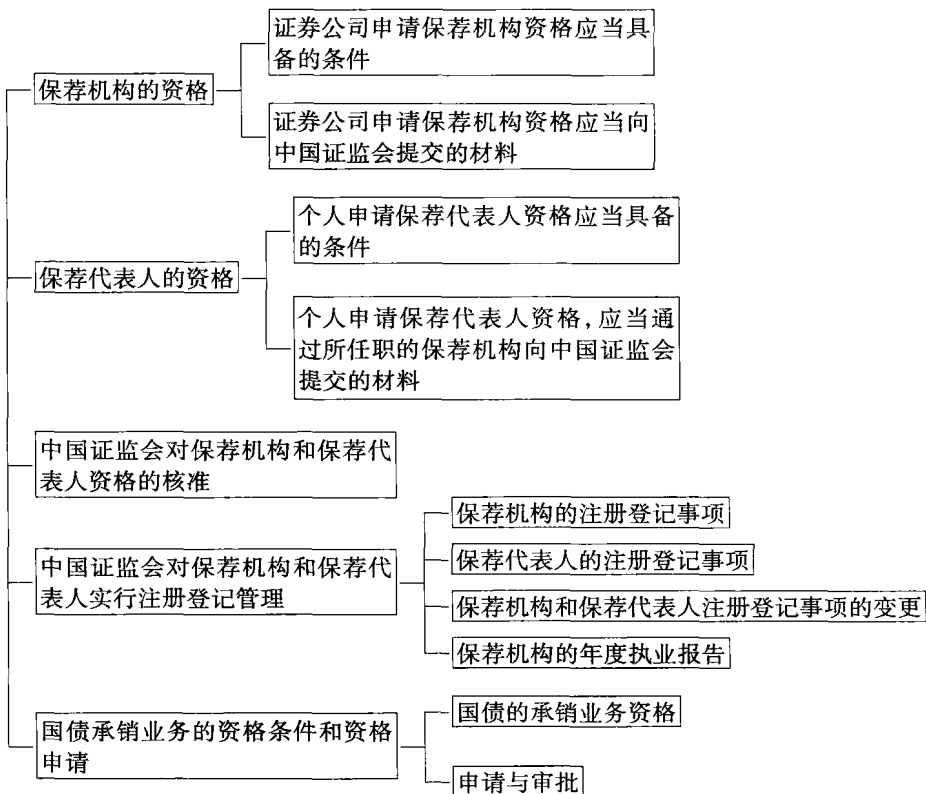 保荐机构的资格
证券公司申请保荐机构资格应当具
备的条件
证券公司申请保荐机构资格应当向
中国证监会提交的材料
保荐代表人的资格
个人申请保荐代表人资格应当具备
的条件
个人申请保荐代表人资格,应当通
过所任职的保荐机构向中国证监会
提交的材料
中国证监会对保荐机构和保荐代
表人资格的核准
中国证监会对保荐机构和保荐代
表人实行注册登记管理
保荐机构的注册登记事项
保荐代表人的注册登记事项
保荐机构和保荐代表人注册登记事项的变更
保荐机构的年度执业报告
国债承销业务的资格条件和资格
申请
国债的承销业务资格
申请与审批